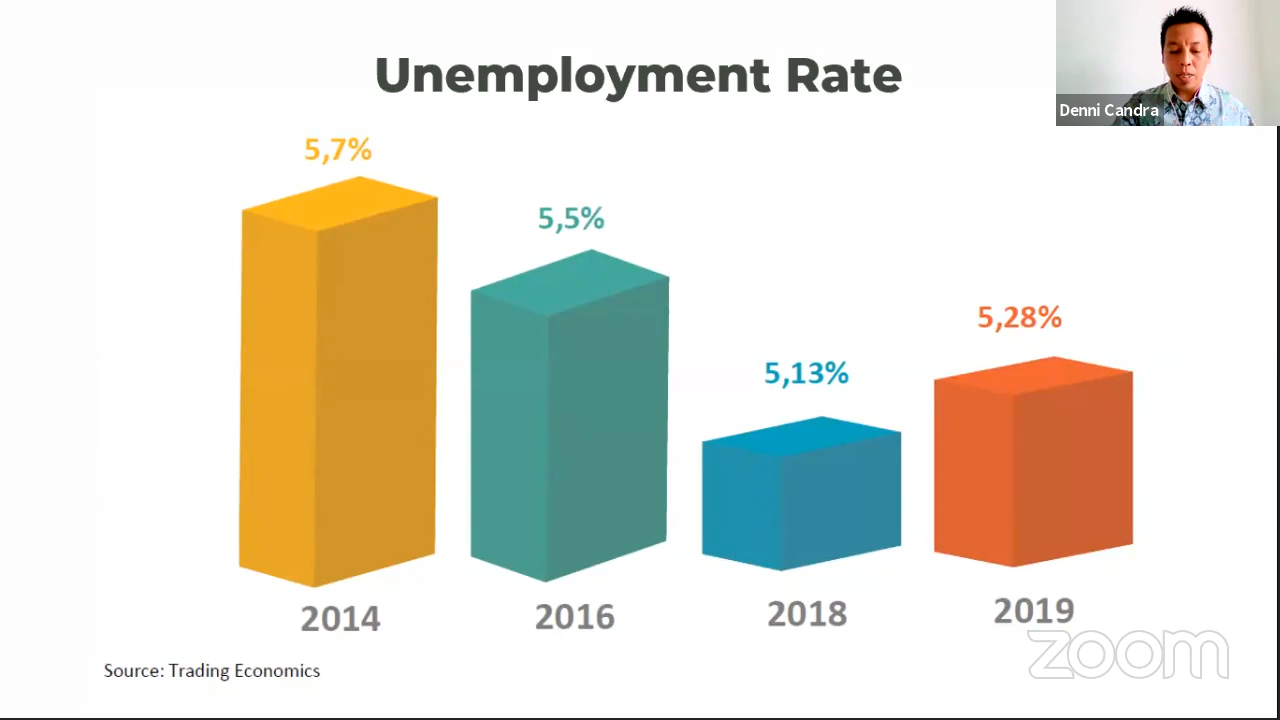 Unemployment Rate
Denni Candra
5,7%
5,5%
5,13%
5,28%
2014
2016
2018
2019
Source: Trading Economics
zoom